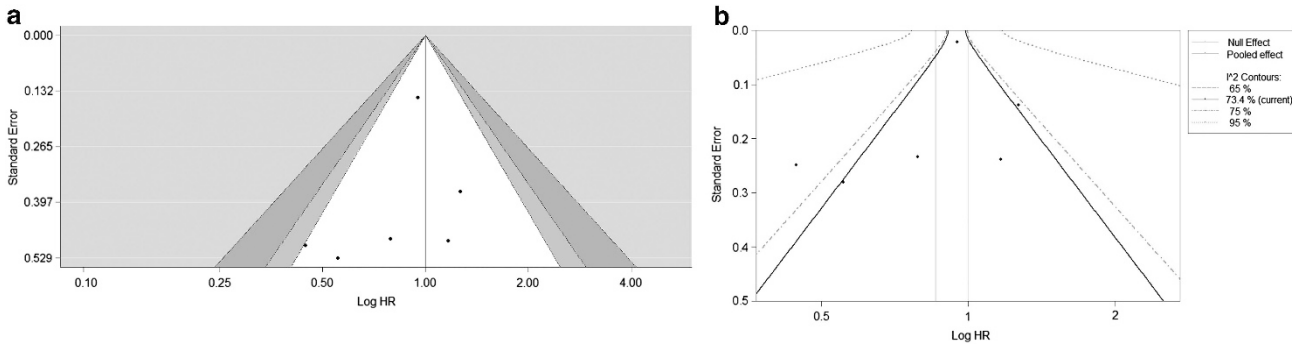 a
0.000
0.132
0.265
0.397
0.529
Standard Error
0.10
0.25
0.50
1.00
2.00
4.00
Log HR
b
0.0
0.1
0.2
0.3
0.4
0.5
Standard Error
0.5
1
2
Log HR
Null Effect
Pooled effect
I^2 Contours:
65 %
73.4 % (current)
75 %
95 %